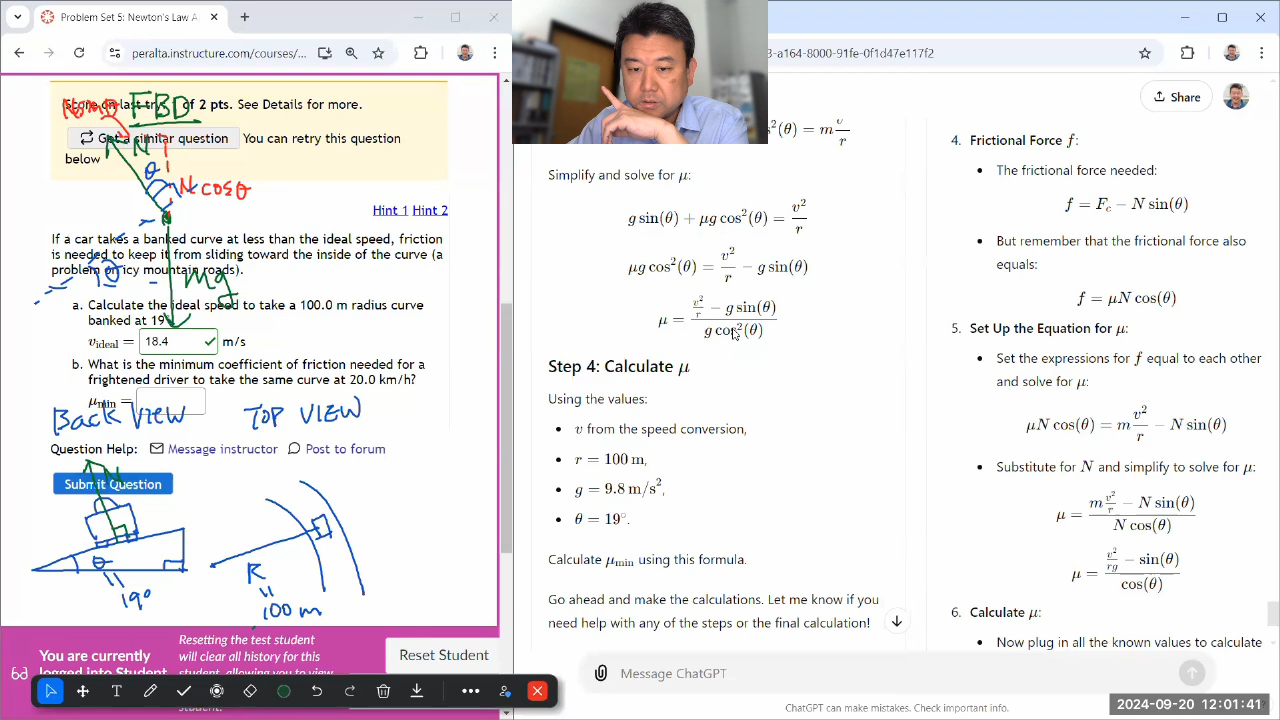 Problem Set 5: Newton's Law A
peralta.instructure.com/courses/...
-a164-8000-91fe-0f1d47e117f2
of 2 pts. See Details for more.
FBD
Get a similar question
You can retry this question
below
N
θ
N cosθ
Hint 1 Hint 2
If a car takes a banked curve at less than the ideal speed, friction
is needed to keep it from sliding toward the inside of the curve (a
problem on icy mountain roads).
mg
a. Calculate the ideal speed to take a 100.0 m radius curve
banked at 19
v_ideal = 18.4 m/s
b. What is the minimum coefficient of friction needed for a
frightened driver to take the same curve at 20.0 km/h?
μ_min =
BACK VIEW TOP VIEW
Question Help: Message instructor Post to forum
N
Submit Question
θ
19°
R
100 m
You are currently
logged into Student
Resetting the test student
will clear all history for this
student, allowing you to view
Reset Student
Share
Simplify and solve for μ:
g sin(θ) + μg cos²(θ) = v²/r
μg cos²(θ) = v²/r − g sin(θ)
μ = (v²/r − g sin(θ)) / (g cos²(θ))
Step 4: Calculate μ
Using the values:
• v from the speed conversion,
• r = 100 m,
• g = 9.8 m/s²,
• θ = 19°.
Calculate μ_min using this formula.
Go ahead and make the calculations. Let me know if you
need help with any of the steps or the final calculation!
4. Frictional Force f:
• The frictional force needed:
f = F_c − N sin(θ)
• But remember that the frictional force also
equals:
f = μN cos(θ)
5. Set Up the Equation for μ:
• Set the expressions for f equal to each other
and solve for μ:
μN cos(θ) = m v²/r − N sin(θ)
• Substitute for N and simplify to solve for μ:
μ = (m v²/r − N sin(θ)) / (N cos(θ))
μ = (v²/rg − sin(θ)) / cos(θ)
6. Calculate μ:
• Now plug in all the known values to calculate
Message ChatGPT
ChatGPT can make mistakes. Check important info.
2024-09-20 12:01:41